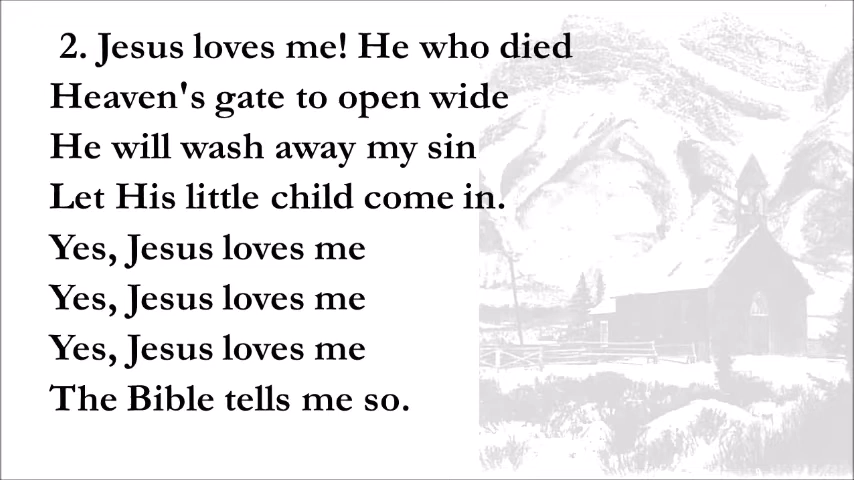 2. Jesus loves me! He who died
Heaven's gate to open wide
He will wash away my sin
Let His little child come in.
Yes, Jesus loves me
Yes, Jesus loves me
Yes, Jesus loves me
The Bible tells me so.